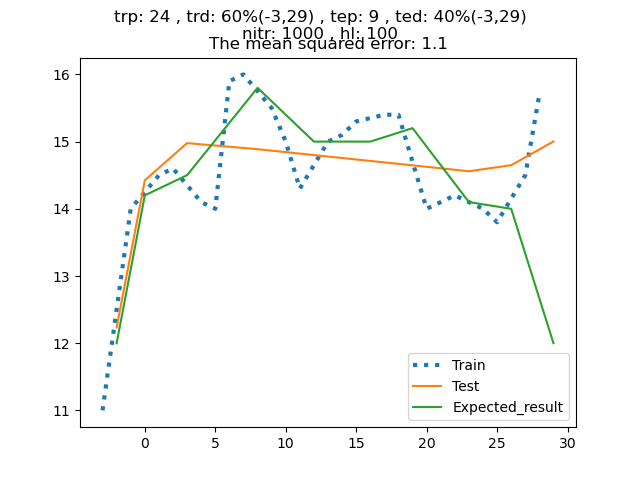 trp: 24 , trd: 60%(-3,29) , tep: 9 , ted: 40%(-3,29)
nitr: 1000 , hl: 100
The mean squared error: 1.1
16
15
14
13
12
11
0 5 10 15 20 25 30
Train
Test
Expected_result